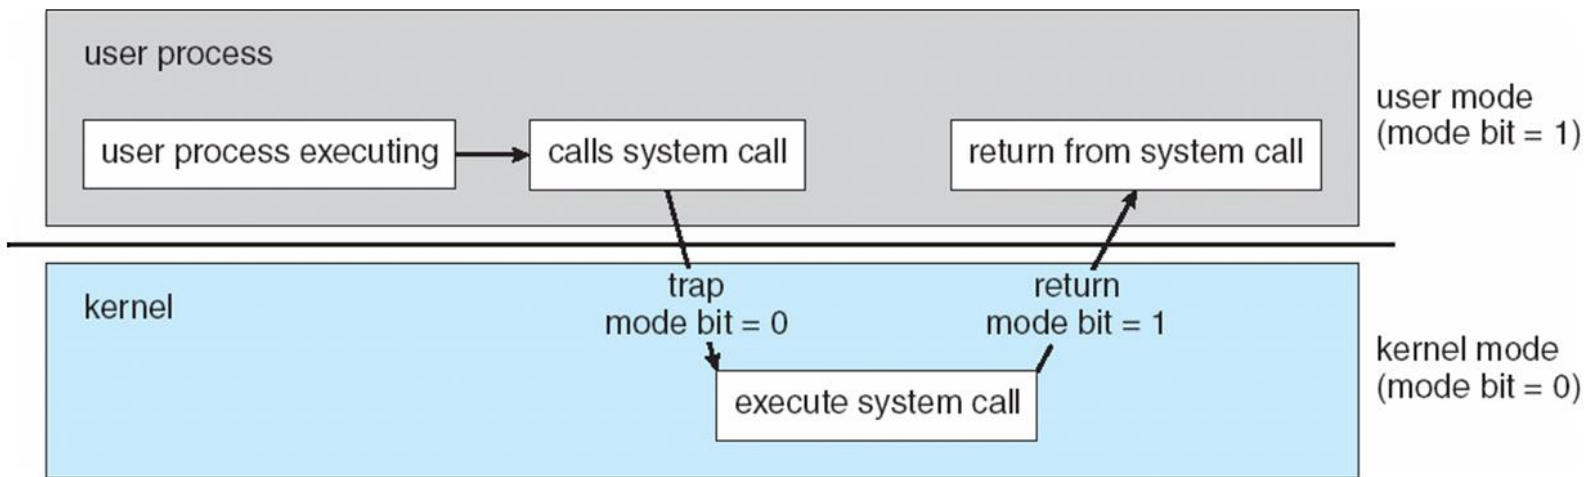 user process
user process executing
calls system call
return from system call
user mode
(mode bit = 1)
kernel
trap
mode bit = 0
return
mode bit = 1
execute system call
kernel mode
(mode bit = 0)